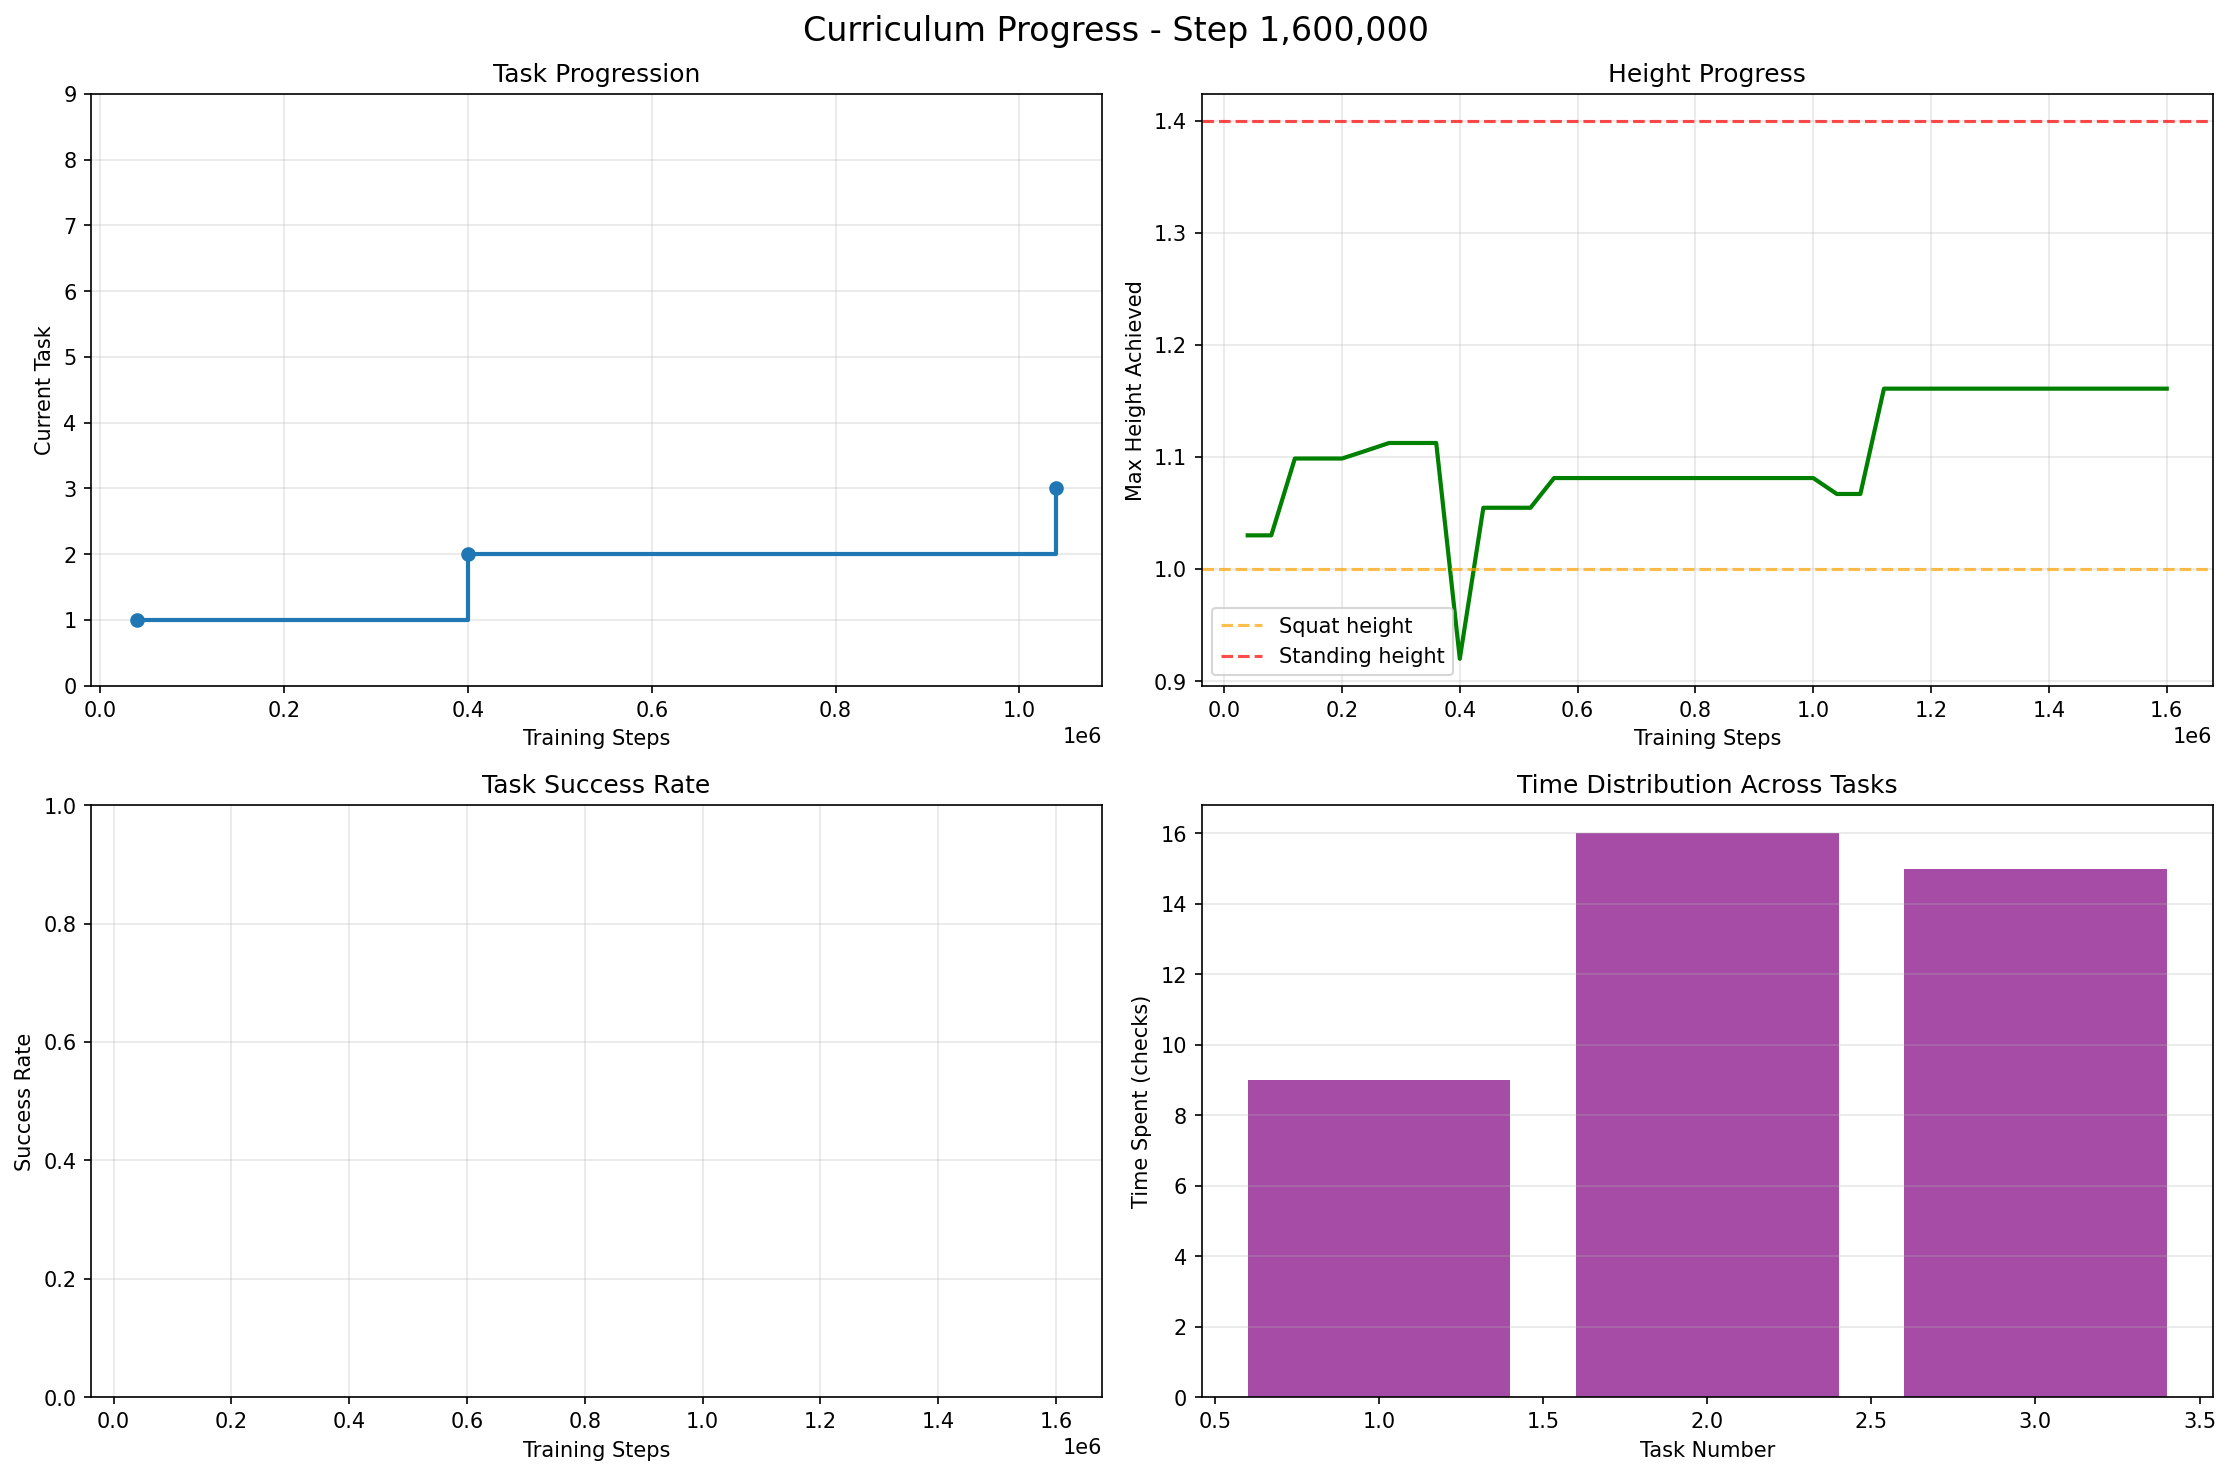 Curriculum Progress - Step 1,600,000
Task Progression
9
8
7
6
5
4
3
2
1
0
Current Task
0.0 0.2 0.4 0.6 0.8 1.0
1e6
Training Steps
Height Progress
1.4
1.3
1.2
1.1
1.0
0.9
Max Height Achieved
Squat height
Standing height
0.0 0.2 0.4 0.6 0.8 1.0 1.2 1.4 1.6
1e6
Training Steps
Task Success Rate
1.0
0.8
0.6
0.4
0.2
0.0
Success Rate
0.0 0.2 0.4 0.6 0.8 1.0 1.2 1.4 1.6
1e6
Training Steps
Time Distribution Across Tasks
16
14
12
10
8
6
4
2
0
Time Spent (checks)
0.5 1.0 1.5 2.0 2.5 3.0 3.5
Task Number